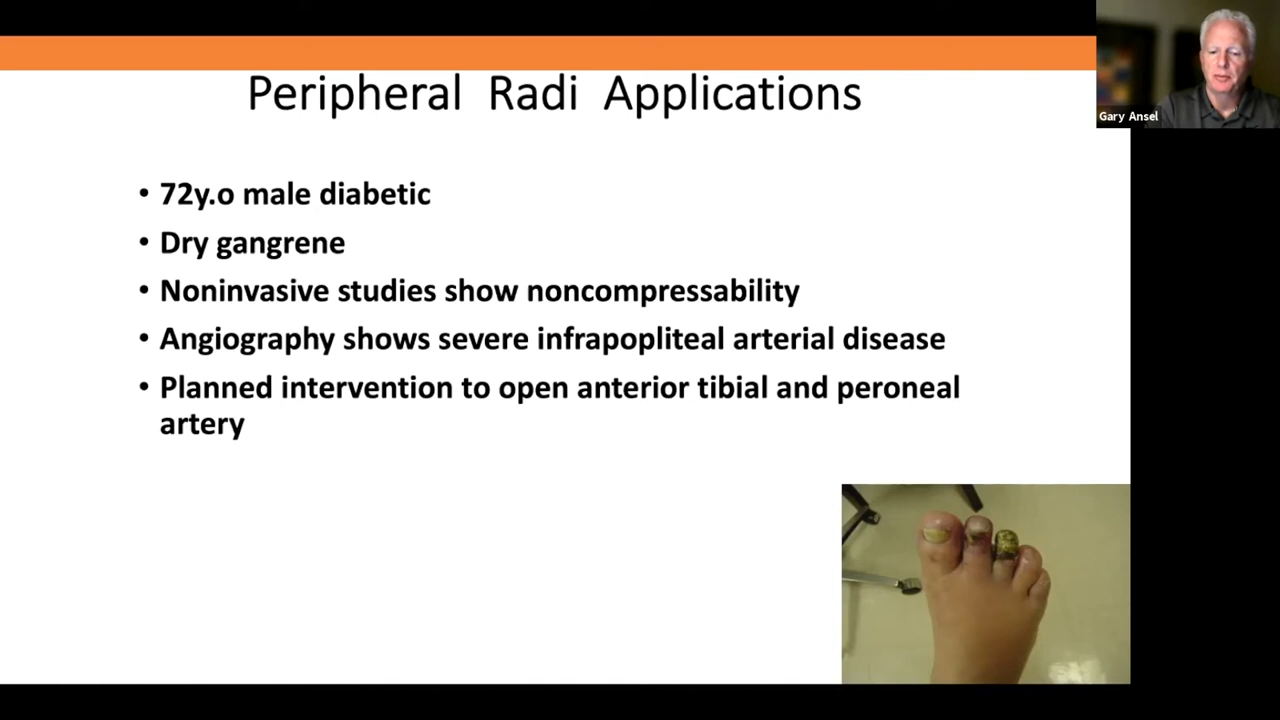 Peripheral Radi Applications
Gary Ansel
• 72y.o male diabetic
• Dry gangrene
• Noninvasive studies show noncompressability
• Angiography shows severe infrapopliteal arterial disease
• Planned intervention to open anterior tibial and peroneal
artery